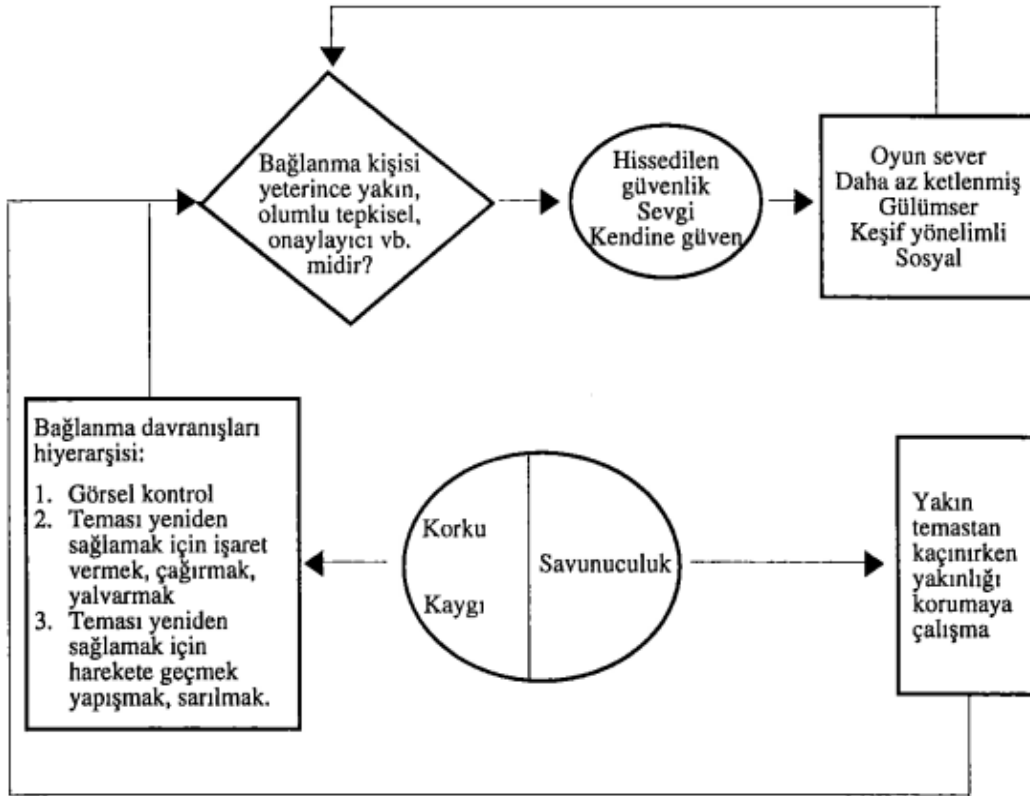 Bağlanma kişisi
yeterince yakın,
olumlu tepkisel,
onaylayıcı vb.
midir?
Hissedilen
güvenlik
Sevgi
Kendine güven
Oyun sever
Daha az ketlenmiş
Gülümser
Keşif yönelimli
Sosyal
Bağlanma davranışları
hiyerarşisi:
1. Görsel kontrol
2. Teması yeniden
sağlamak için işaret
vermek, çağırmak,
yalvarmak
3. Teması yeniden
sağlamak için
harekete geçmek
yapışmak, sarılmak.
Korku
Kaygı
Savunuculuk
Yakın
temastan
kaçınırken
yakınlığı
korumaya
çalışma